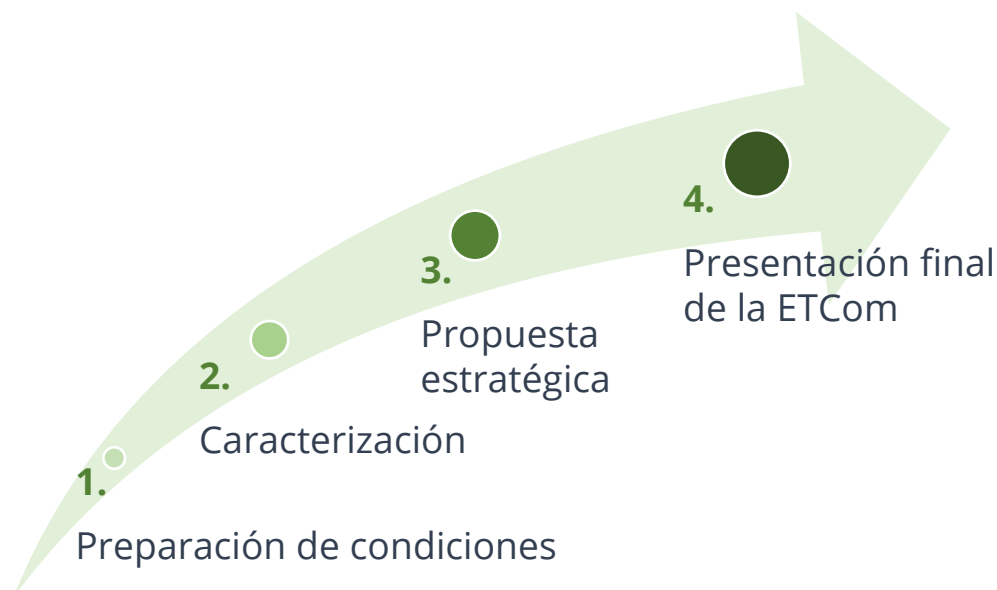 1.
Preparación de condiciones
2.
Caracterización
3.
Propuesta
estratégica
4.
Presentación final
de la ETCom